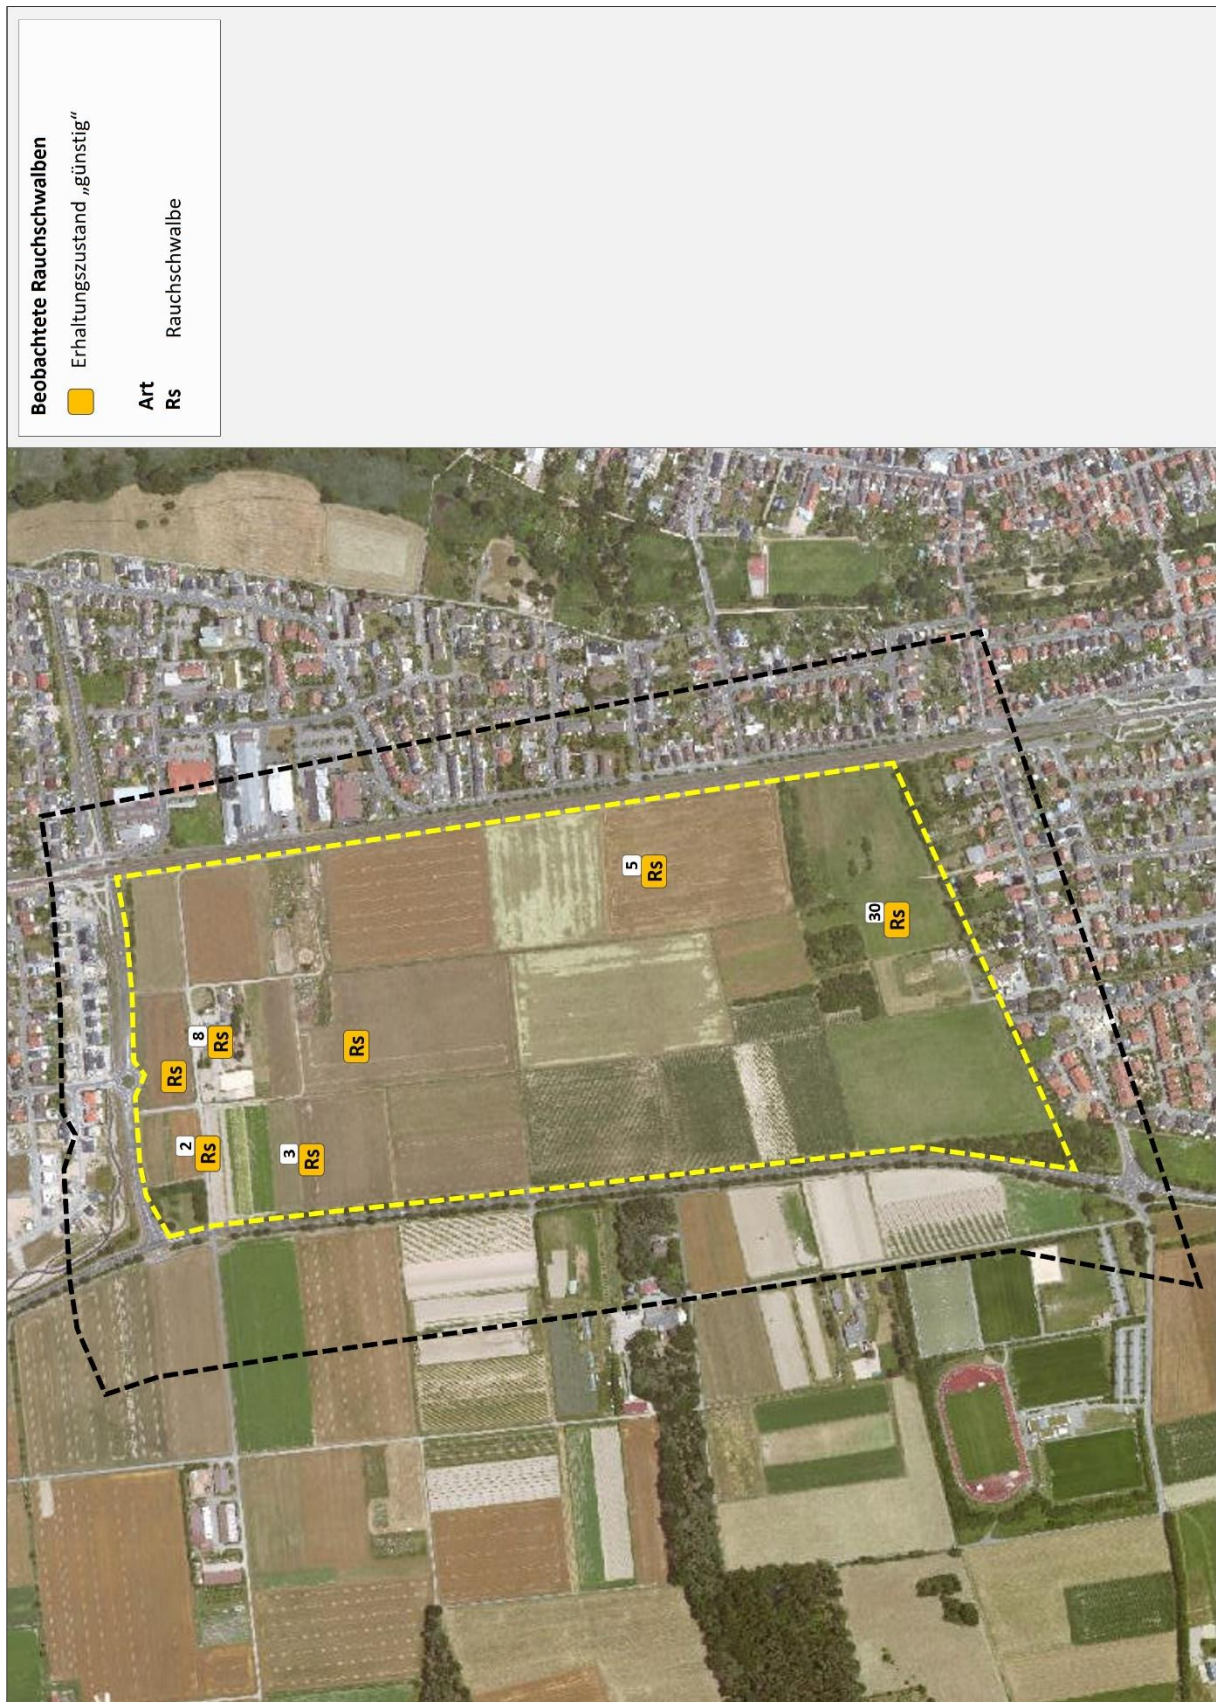 Beobachtete Rauchschwalben
Erhaltungszustand „günstig“
Art
Rs Rauchschwalbe
2
Rs
Rs
8
Rs
3
Rs
Rs
5
Rs
30
Rs